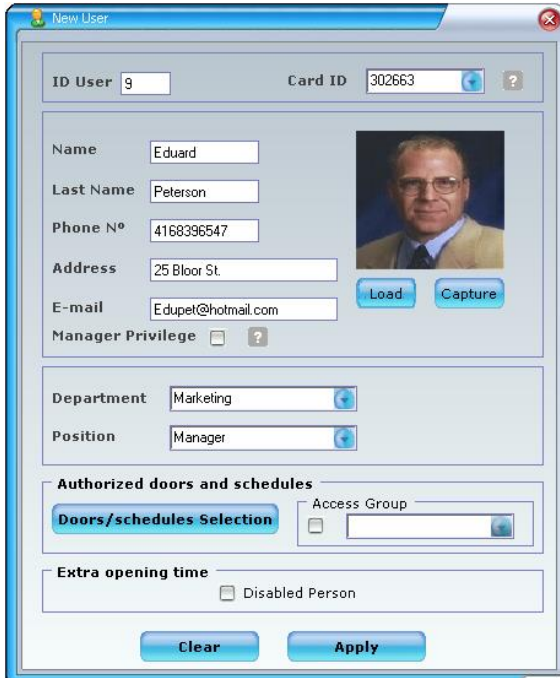 New User
ID User 9 Card ID 302663 ?
Name Eduard
Last Name Peterson
Phone Nº 4168396547
Address 25 Bloor St.
Load Capture
E-mail Edupet@hotmail.com
Manager Privilege ?
Department Marketing
Position Manager
Authorized doors and schedules
Doors/schedules Selection Access Group
Extra opening time
Disabled Person
Clear Apply